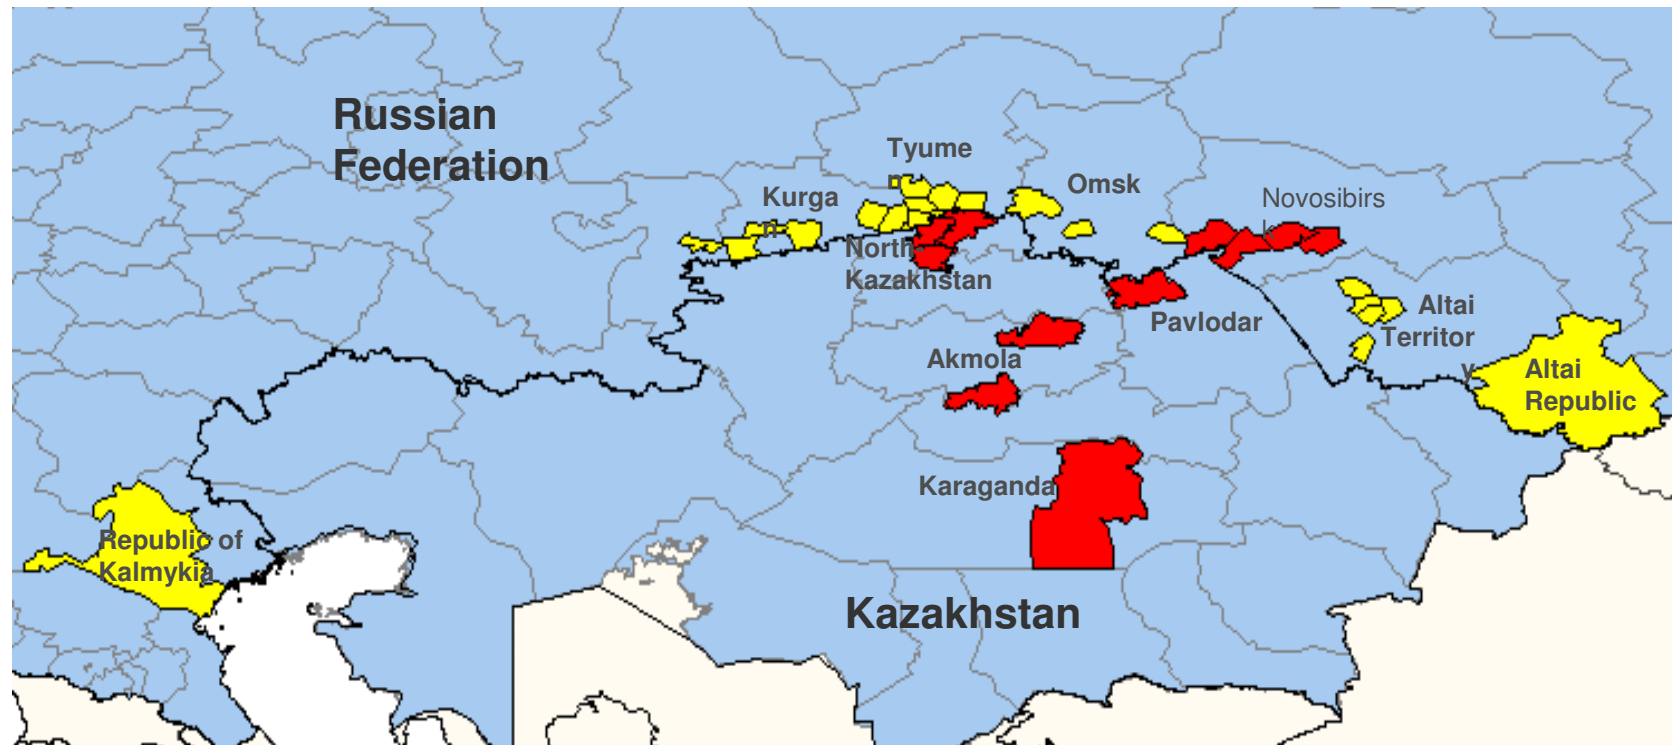 Russian
Federation
Tyume
n
Kurga
n
Omsk
Novosibirs
k
North
Kazakhstan
Pavlodar
Altai
Territor
y
Akmola
Altai
Republic
Karaganda
Republic of
Kalmykia
Kazakhstan